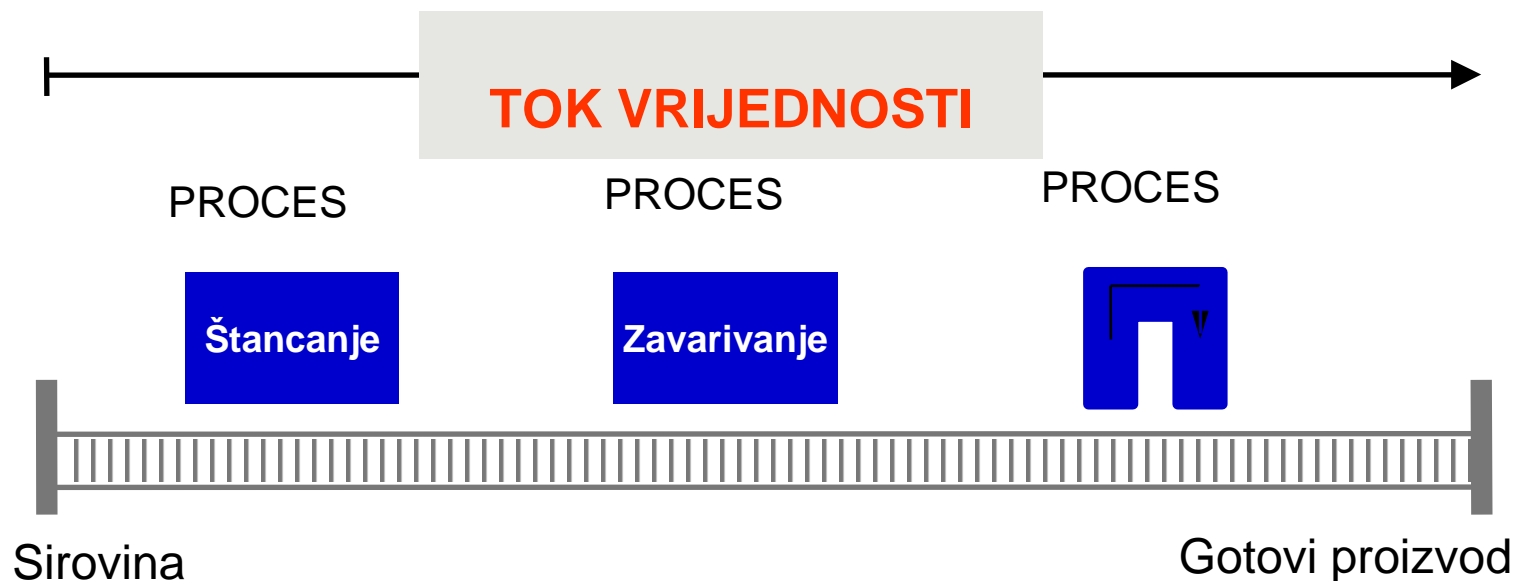 TOK VRIJEDNOSTI
PROCES
PROCES
PROCES
Štancanje
Zavarivanje
Sirovina
Gotovi proizvod